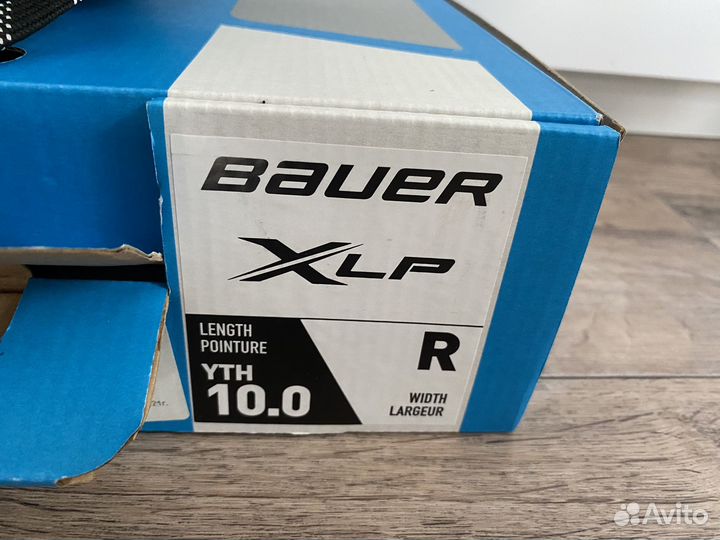 BAUER
XLP
LENGTH
POINTURE
YTH
10.0
R
WIDTH
LARGEUR
Avito